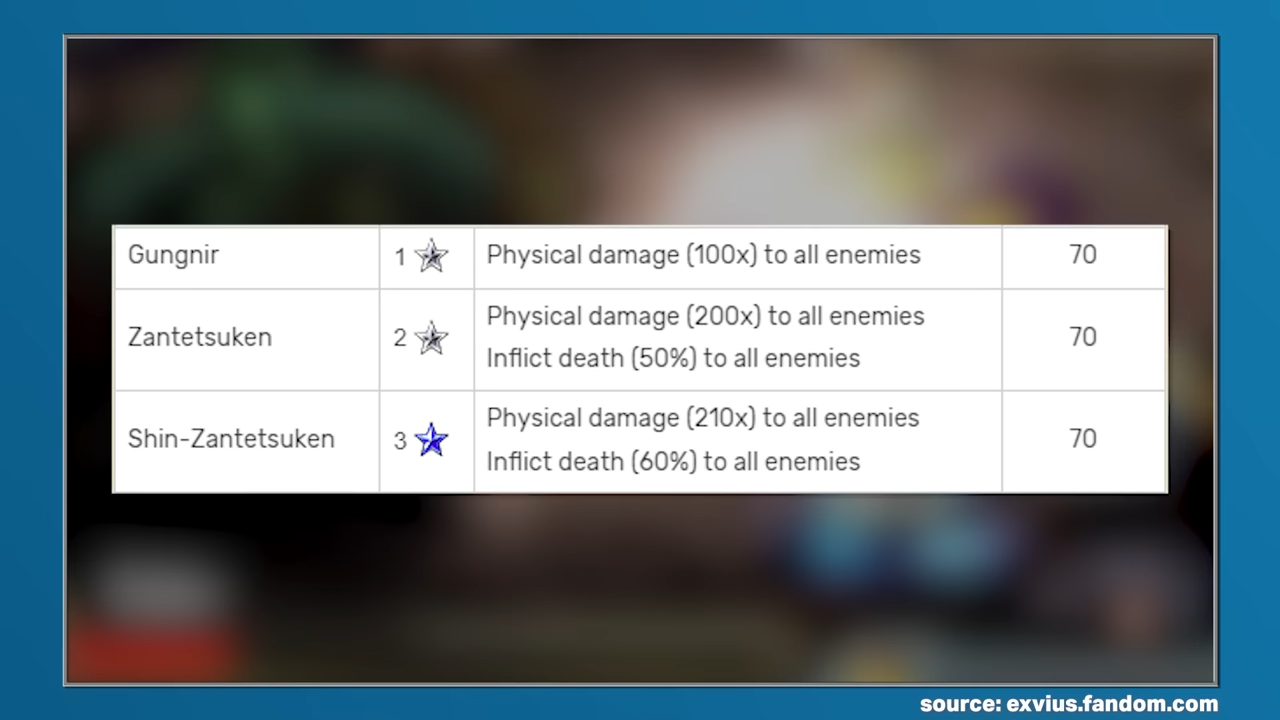 Gungnir
1
Physical damage (100x) to all enemies
70
Zantetsuken
2
Physical damage (200x) to all enemies
Inflict death (50%) to all enemies
70
Shin-Zantetsuken
3
Physical damage (210x) to all enemies
Inflict death (60%) to all enemies
70
source: exvius.fandom.com